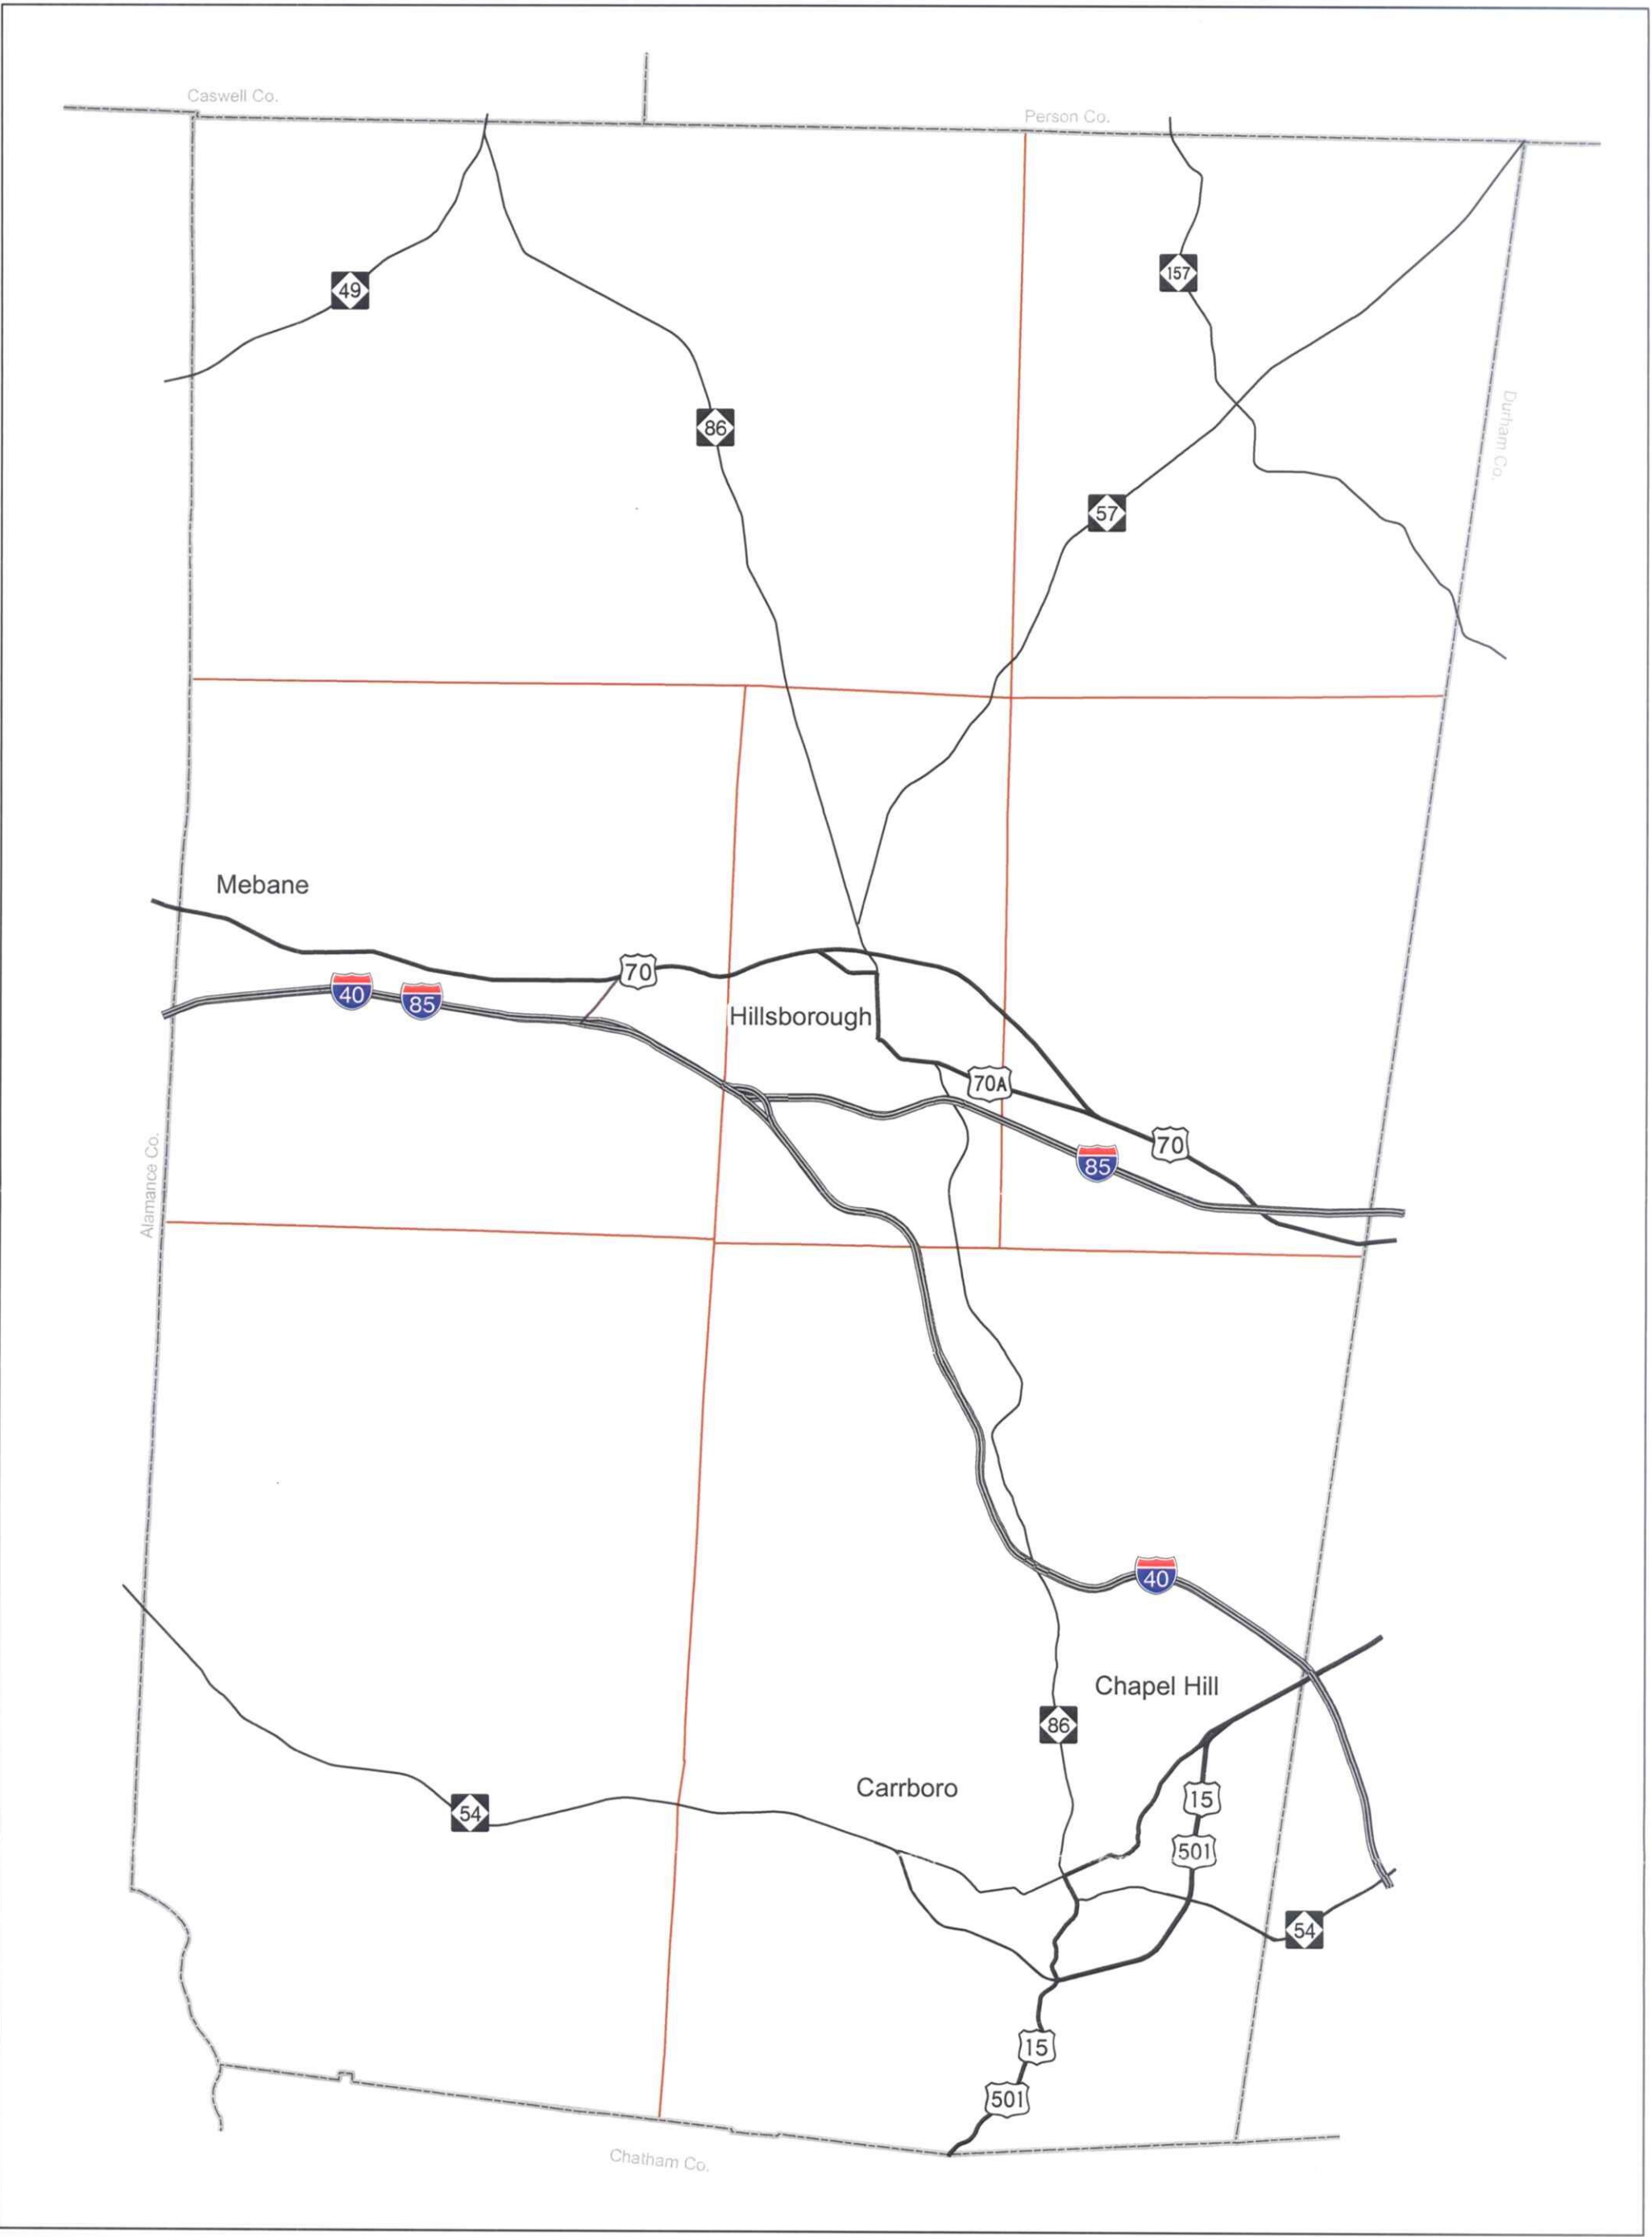 Caswell Co.
Person Co.
157
49
Durham Co.
86
57
Mebane
70
40
85
Hillsborough
70A
70
85
Alamance Co.
40
Chapel Hill
86
Carrboro
15
54
501
54
15
501
Chatham Co.